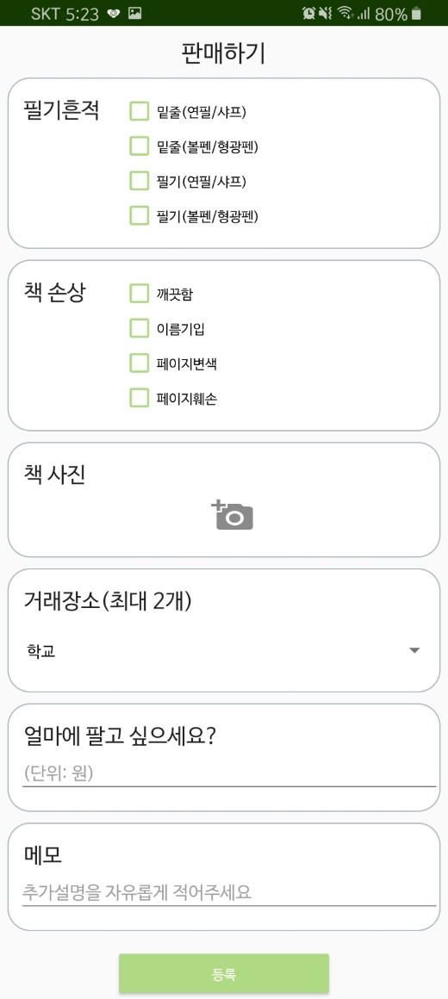 SKT 5:23 80%
판매하기
필기흔적
밑줄(연필/샤프)
밑줄(볼펜/형광펜)
필기(연필/샤프)
필기(볼펜/형광펜)
책 손상
깨끗함
이름기입
페이지변색
페이지훼손
책 사진
거래장소(최대 2개)
학교
얼마에 팔고 싶으세요?
(단위: 원)
메모
추가설명을 자유롭게 적어주세요
등록